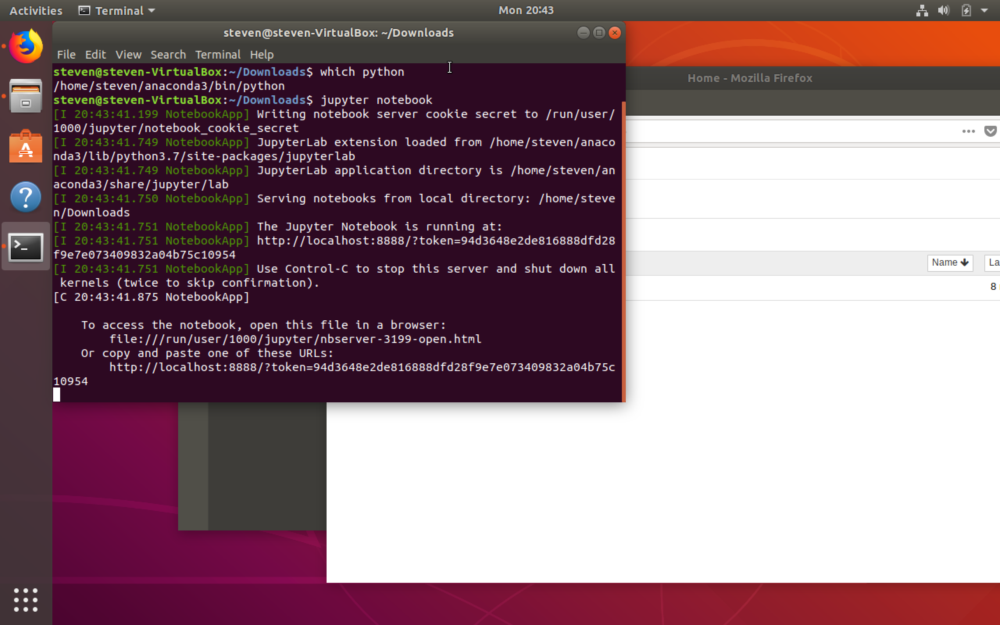 Activities Terminal Mon 20:43
steven@steven-VirtualBox: ~/Downloads
File Edit View Search Terminal Help
Home - Mozilla Firefox
steven@steven-VirtualBox:~/Downloads$ which python
/home/steven/anaconda3/bin/python
steven@steven-VirtualBox:~/Downloads$ jupyter notebook
[I 20:43:41.199 NotebookApp] Writing notebook server cookie secret to /run/user/
1000/jupyter/notebook_cookie_secret
[I 20:43:41.749 NotebookApp] JupyterLab extension loaded from /home/steven/anaco
nda3/lib/python3.7/site-packages/jupyterlab
[I 20:43:41.749 NotebookApp] JupyterLab application directory is /home/steven/an
aconda3/share/jupyter/lab
[I 20:43:41.750 NotebookApp] Serving notebooks from local directory: /home/steve
n/Downloads
[I 20:43:41.751 NotebookApp] The Jupyter Notebook is running at:
[I 20:43:41.751 NotebookApp] http://localhost:8888/?token=94d3648e2de816888dfd28
f9e7e073409832a04b75c10954
[I 20:43:41.751 NotebookApp] Use Control-C to stop this server and shut down all
 kernels (twice to skip confirmation).
[C 20:43:41.875 NotebookApp]
    To access the notebook, open this file in a browser:
        file:///run/user/1000/jupyter/nbserver-3199-open.html
    Or copy and paste one of these URLs:
        http://localhost:8888/?token=94d3648e2de816888dfd28f9e7e073409832a04b75c
10954
Name La
8